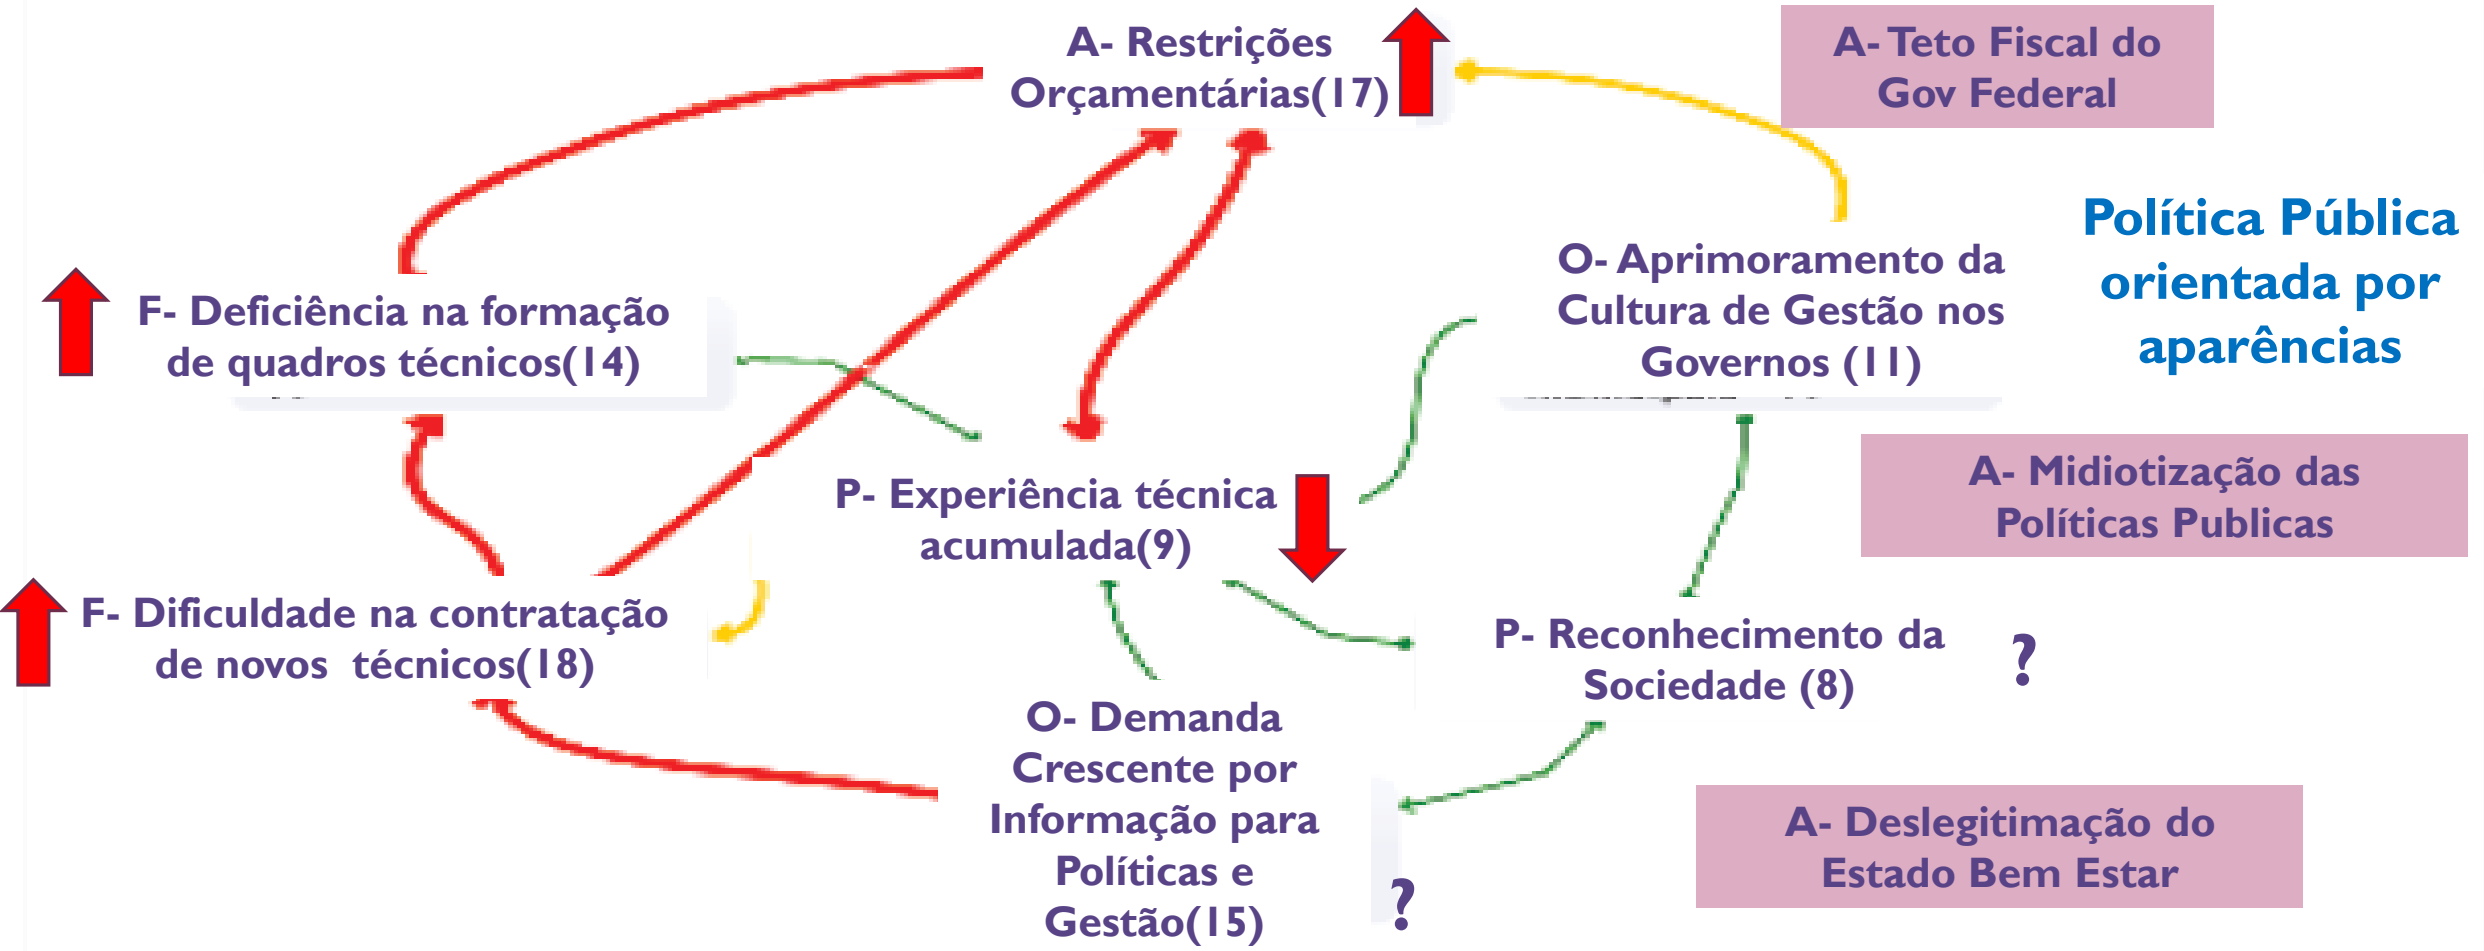 A- Restrições
Orçamentárias(17)
A- Teto Fiscal do
Gov Federal
Política Pública
orientada por
aparências
O- Aprimoramento da
Cultura de Gestão nos
Governos (11)
F- Deficiência na formação
de quadros técnicos(14)
A- Midiotização das
Políticas Publicas
P- Experiência técnica
acumulada(9)
F- Dificuldade na contratação
de novos técnicos(18)
P- Reconhecimento da
Sociedade (8)
?
O- Demanda
Crescente por
Informação para
Políticas e
Gestão(15)
?
A- Deslegitimação do
Estado Bem Estar